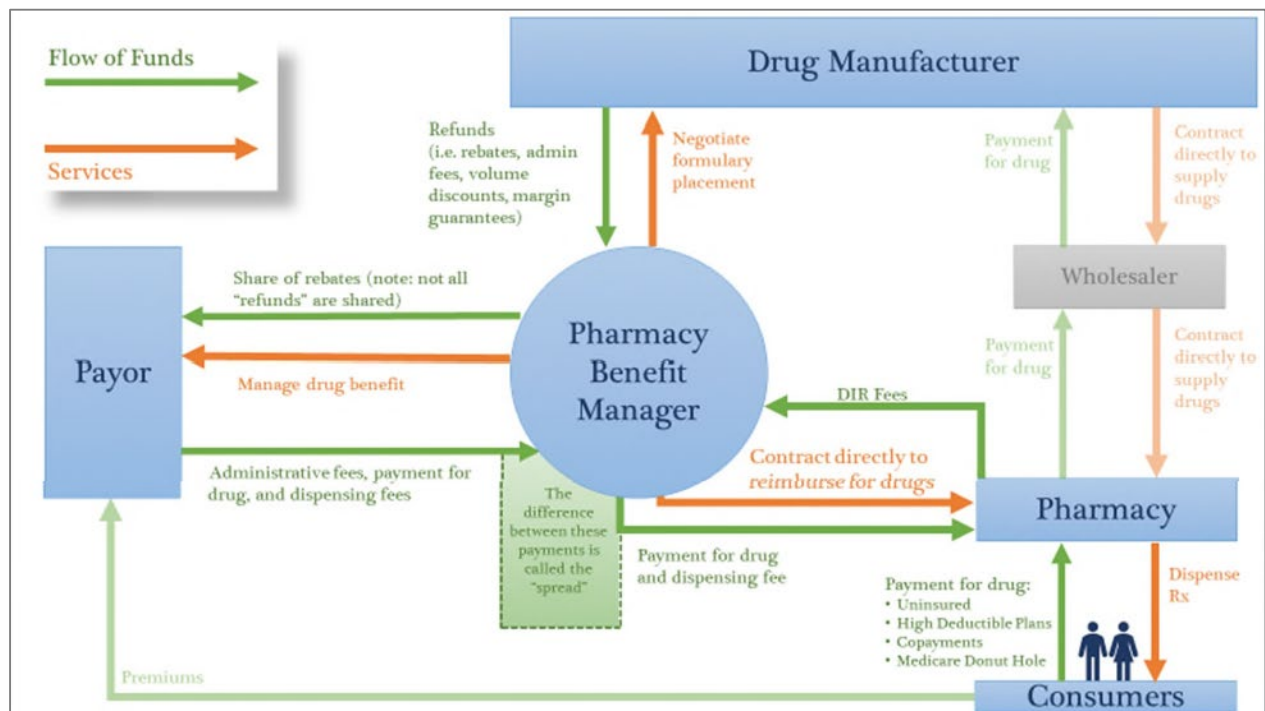 Flow of Funds
Services
Drug Manufacturer
Refunds
(i.e. rebates, admin
fees, volume
discounts, margin
guarantees)
Negotiate
formulary
placement
Payment
for drug
Contract
directly to
supply
drugs
Wholesaler
Payment
for drug
Contract
directly to
supply
drugs
Payor
Share of rebates (note: not all
“refunds” are shared)
Manage drug benefit
Administrative fees, payment for
drug, and dispensing fees
Pharmacy
Benefit
Manager
The
difference
between these
payments is
called the
“spread”
DIR Fees
Contract directly to
reimburse for drugs
Payment for drug
and dispensing fee
Pharmacy
Payment for drug:
• Uninsured
• High Deductible Plans
• Copayments
• Medicare Donut Hole
Dispense
Rx
Premiums
Consumers